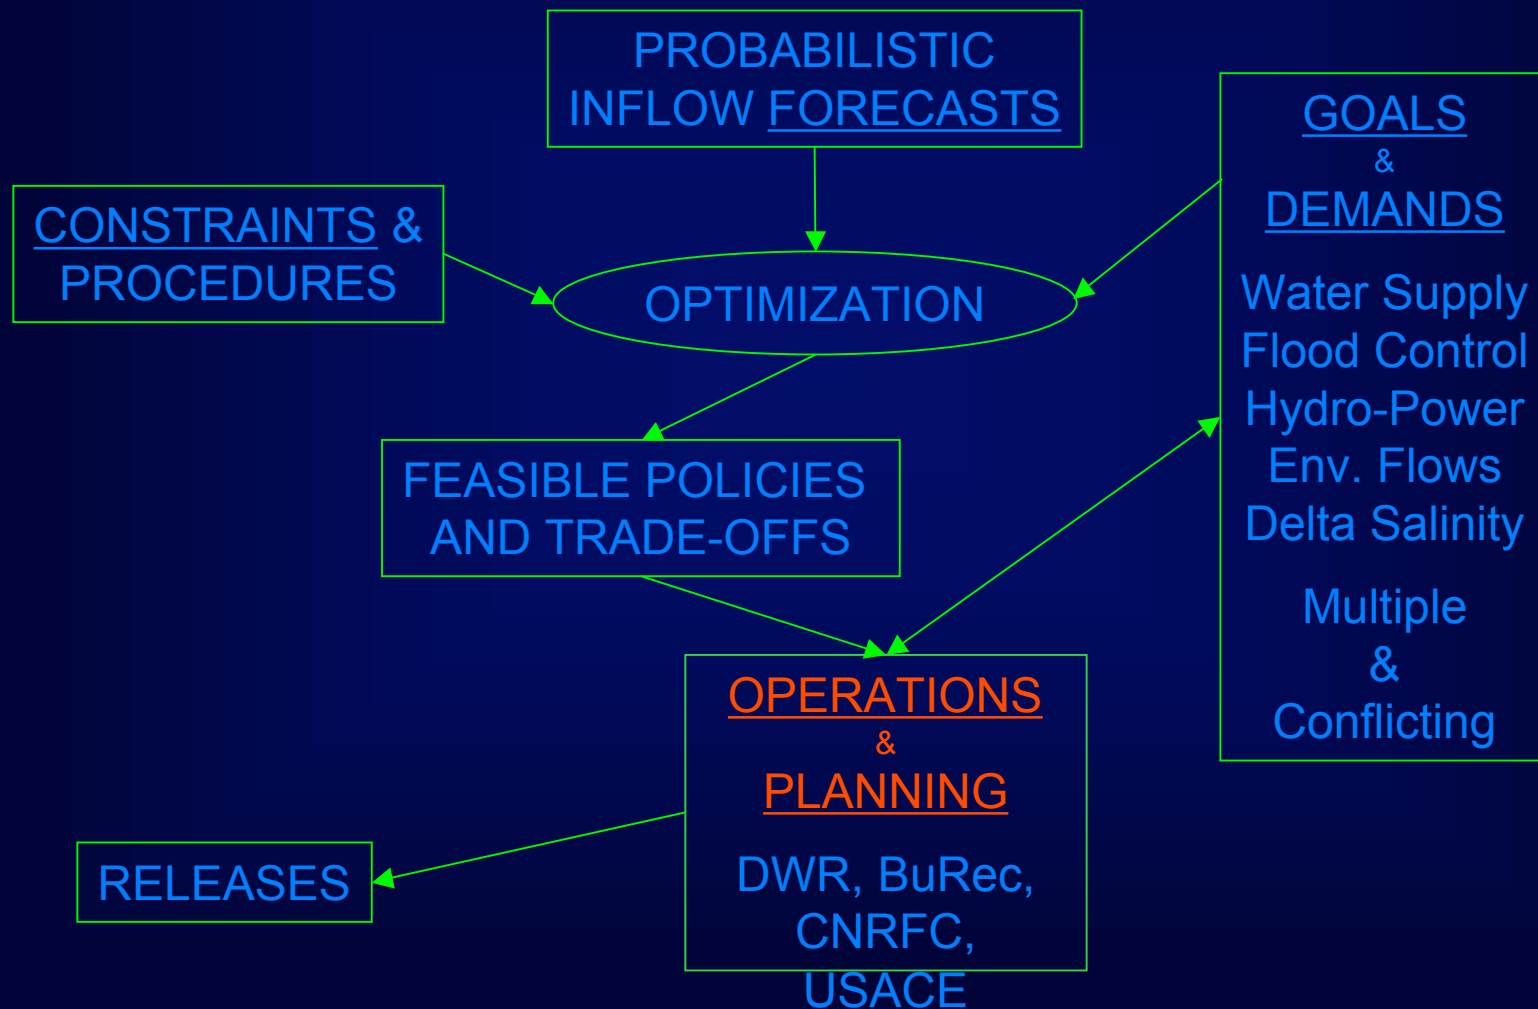 PROBABILISTIC
INFLOW FORECASTS
CONSTRAINTS &
PROCEDURES
OPTIMIZATION
GOALS
&
DEMANDS
Water Supply
Flood Control
Hydro-Power
Env. Flows
Delta Salinity
Multiple
&
Conflicting
FEASIBLE POLICIES
AND TRADE-OFFS
OPERATIONS
&
PLANNING
DWR, BuRec,
CNRFC,
USACE
RELEASES